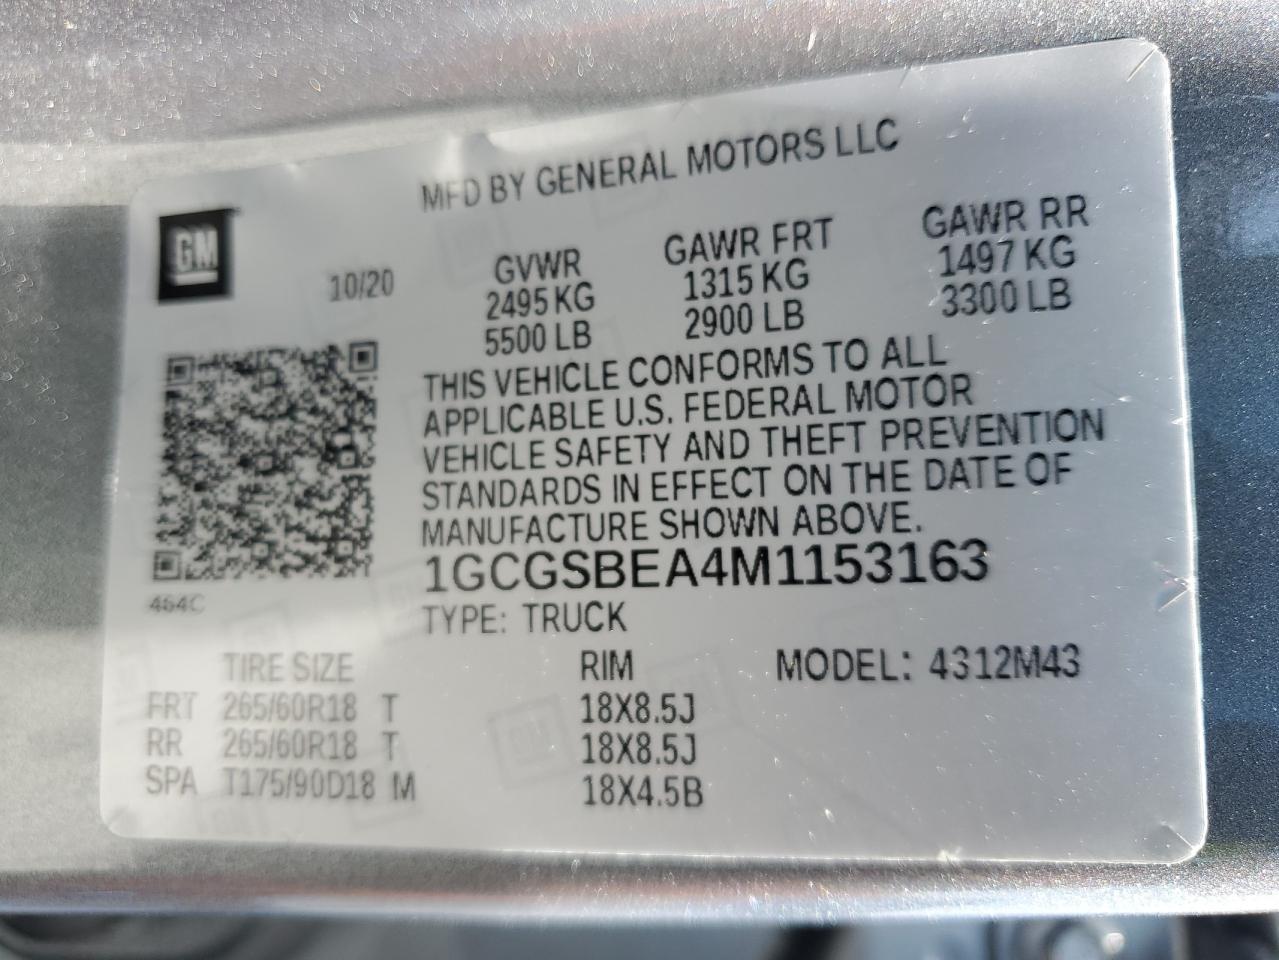 MFD BY GENERAL MOTORS LLC
GM
10/20
GVWR
2495 KG
5500 LB
GAWR FRT
1315 KG
2900 LB
GAWR RR
1497 KG
3300 LB
THIS VEHICLE CONFORMS TO ALL
APPLICABLE U.S. FEDERAL MOTOR
VEHICLE SAFETY AND THEFT PREVENTION
STANDARDS IN EFFECT ON THE DATE OF
MANUFACTURE SHOWN ABOVE.
1GCGSBEA4M1153163
464C
TYPE: TRUCK
TIRE SIZE RIM MODEL: 4312M43
FRT 265/60R18 T 18X8.5J
RR 265/60R18 T 18X8.5J
SPA T175/90D18 M 18X4.5B